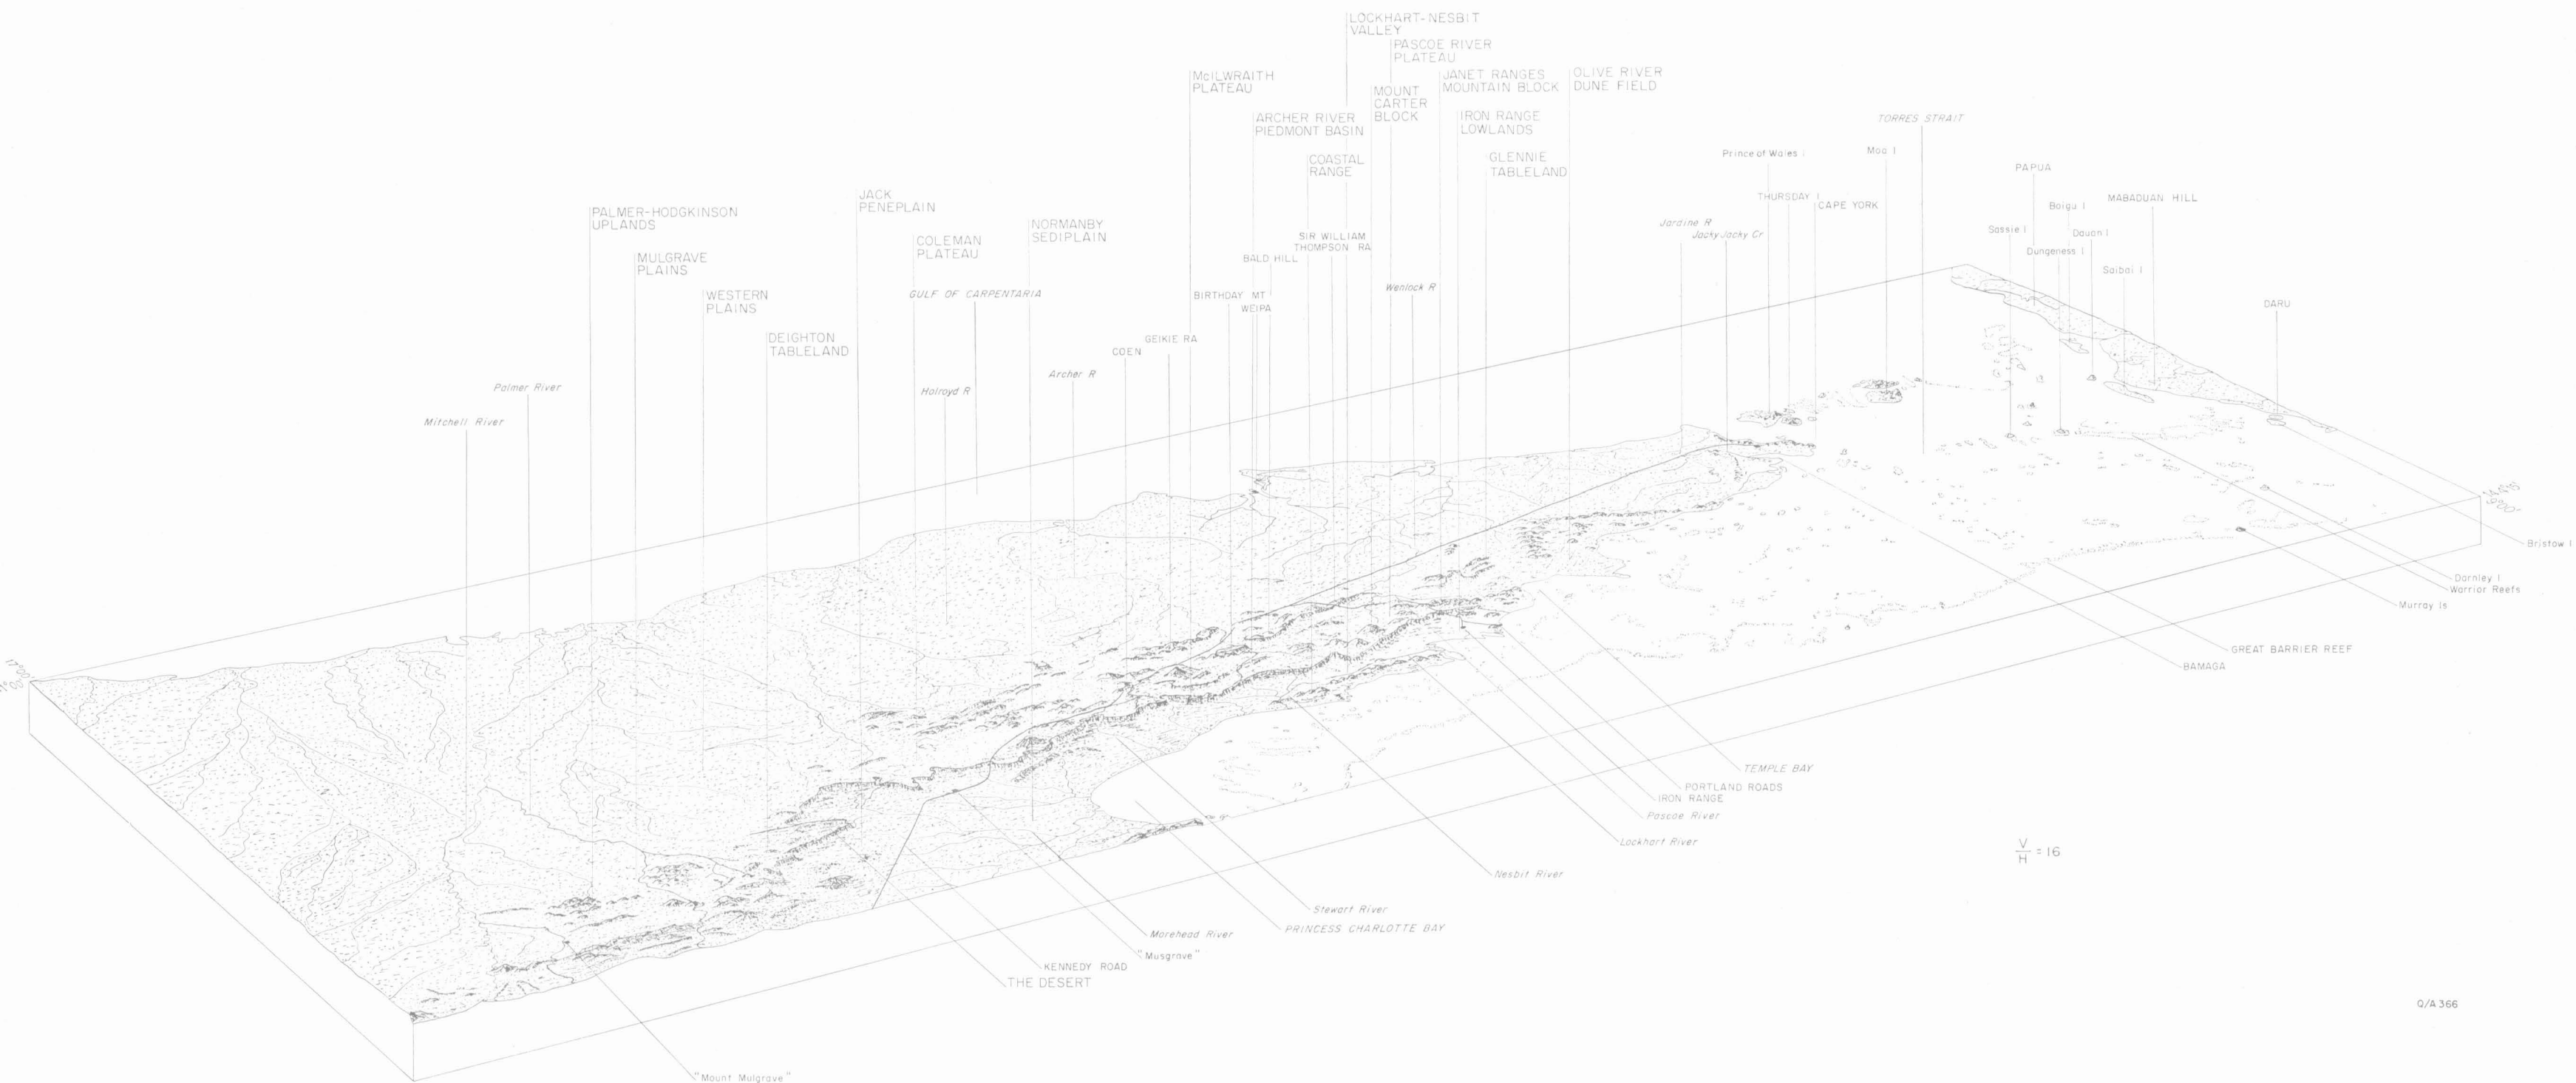 LOCKHART-NESBIT
VALLEY
PASCOE RIVER
PLATEAU
McILWRAITH
PLATEAU
JANET RANGES
MOUNTAIN BLOCK
OLIVE RIVER
DUNE FIELD
MOUNT
CARTER
BLOCK
ARCHER RIVER
PIEDMONT BASIN
IRON RANGE
LOWLANDS
TORRES STRAIT
COASTAL
RANGE
GLENNIE
TABLELAND
Prince of Wales I
Moa I
PAPUA
JACK
PENEPLAIN
THURSDAY I
CAPE YORK
Boigu I
MABADUAN HILL
PALMER-HODGKINSON
UPLANDS
NORMANBY
SEDIPLAIN
Jardine R
Jacky Jacky Cr
Sassie I
Dauan I
COLEMAN
PLATEAU
SIR WILLIAM
THOMPSON RA
Dungeness I
MULGRAVE
PLAINS
BALD HILL
Saibai I
WESTERN
PLAINS
GULF OF CARPENTARIA
BIRTHDAY MT
WEIPA
Wenlock R
DARU
DEIGHTON
TABLELAND
GEIKIE RA
COEN
Palmer River
Holroyd R
Archer R
Mitchell River
9°00'
17°00'
Bristow I
Darnley I
Warrior Reefs
Murray Is
GREAT BARRIER REEF
BAMAGA
TEMPLE BAY
PORTLAND ROADS
IRON RANGE
Pascoe River
Lockhart River
V
H = 16
Nesbit River
Stewart River
PRINCESS CHARLOTTE BAY
Morehead River
"Musgrave"
KENNEDY ROAD
THE DESERT
Q/A 366
"Mount Mulgrave"